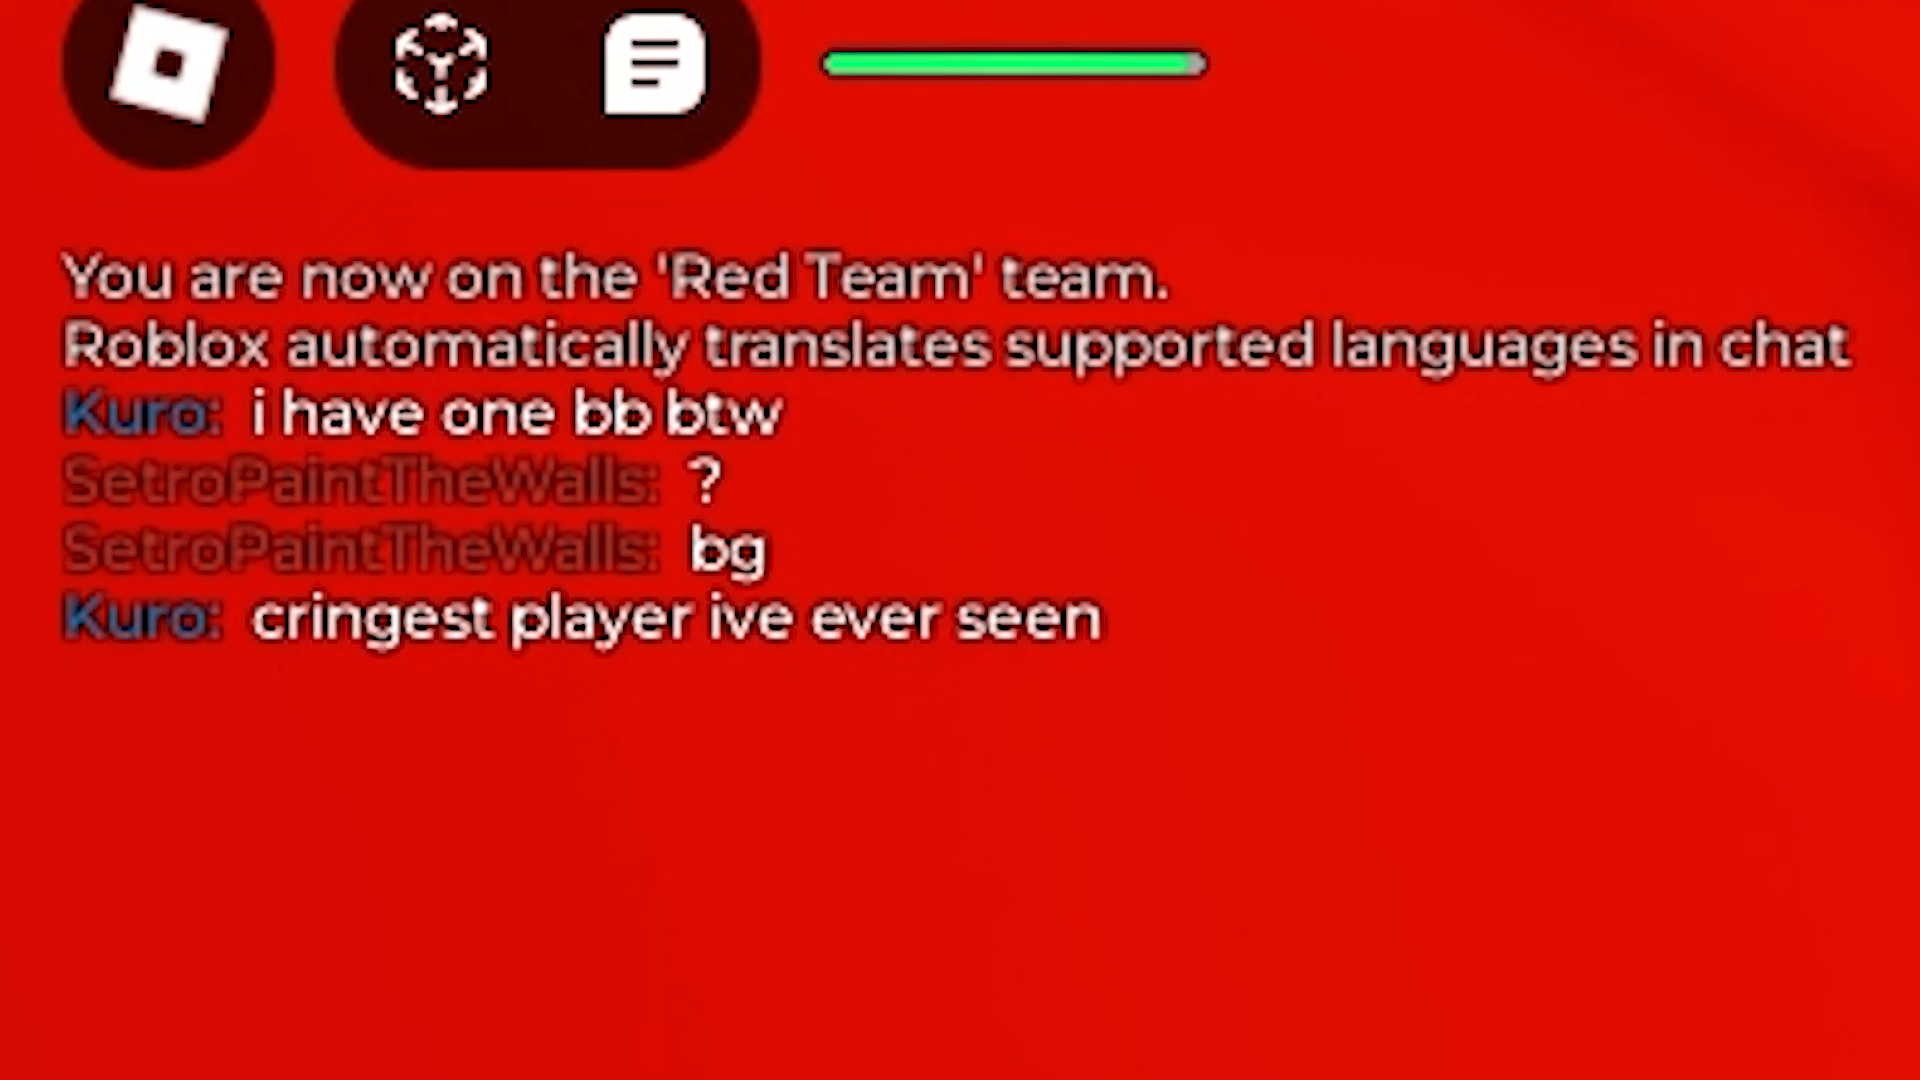 You are now on the 'Red Team' team.
Roblox automatically translates supported languages in chat
Kuro: i have one bb btw
SetroPaintTheWalls: ?
SetroPaintTheWalls: bg
Kuro: cringest player ive ever seen